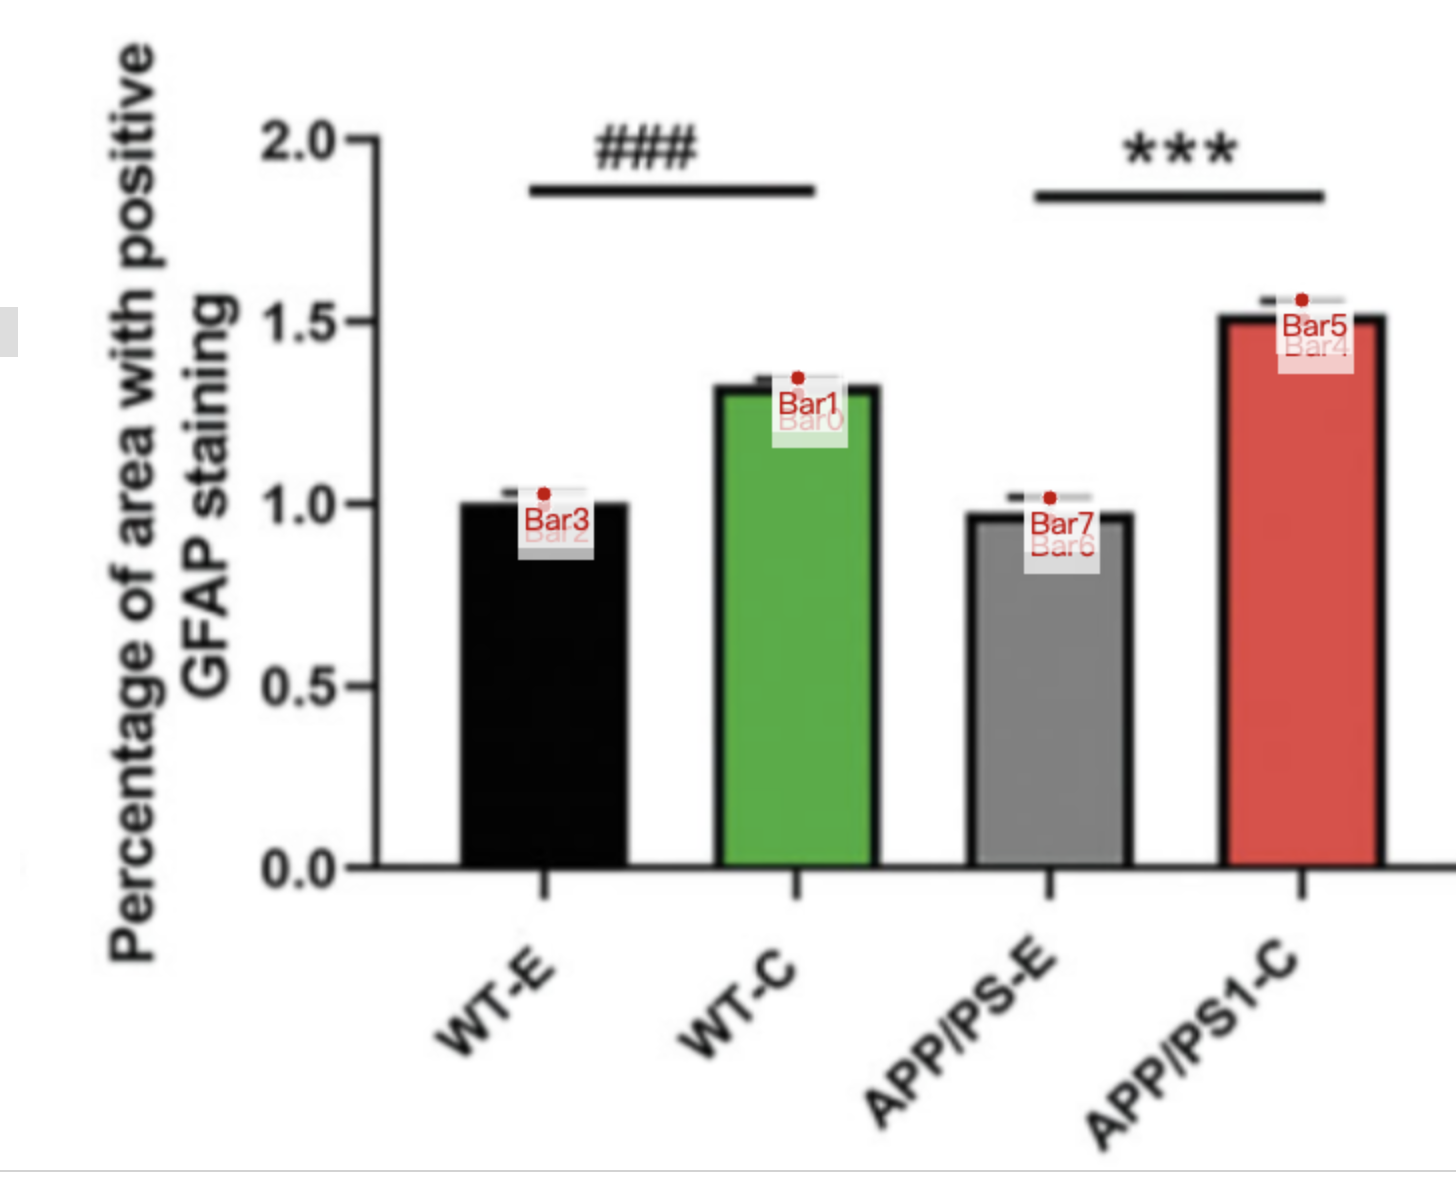 Percentage of area with positive
GFAP staining
2.0
1.5
1.0
0.5
0.0
###
***
Bar3
Bar2
Bar1
Bar0
Bar7
Bar6
Bar5
Bar4
WT-E
WT-C
APP/PS-E
APP/PS1-C